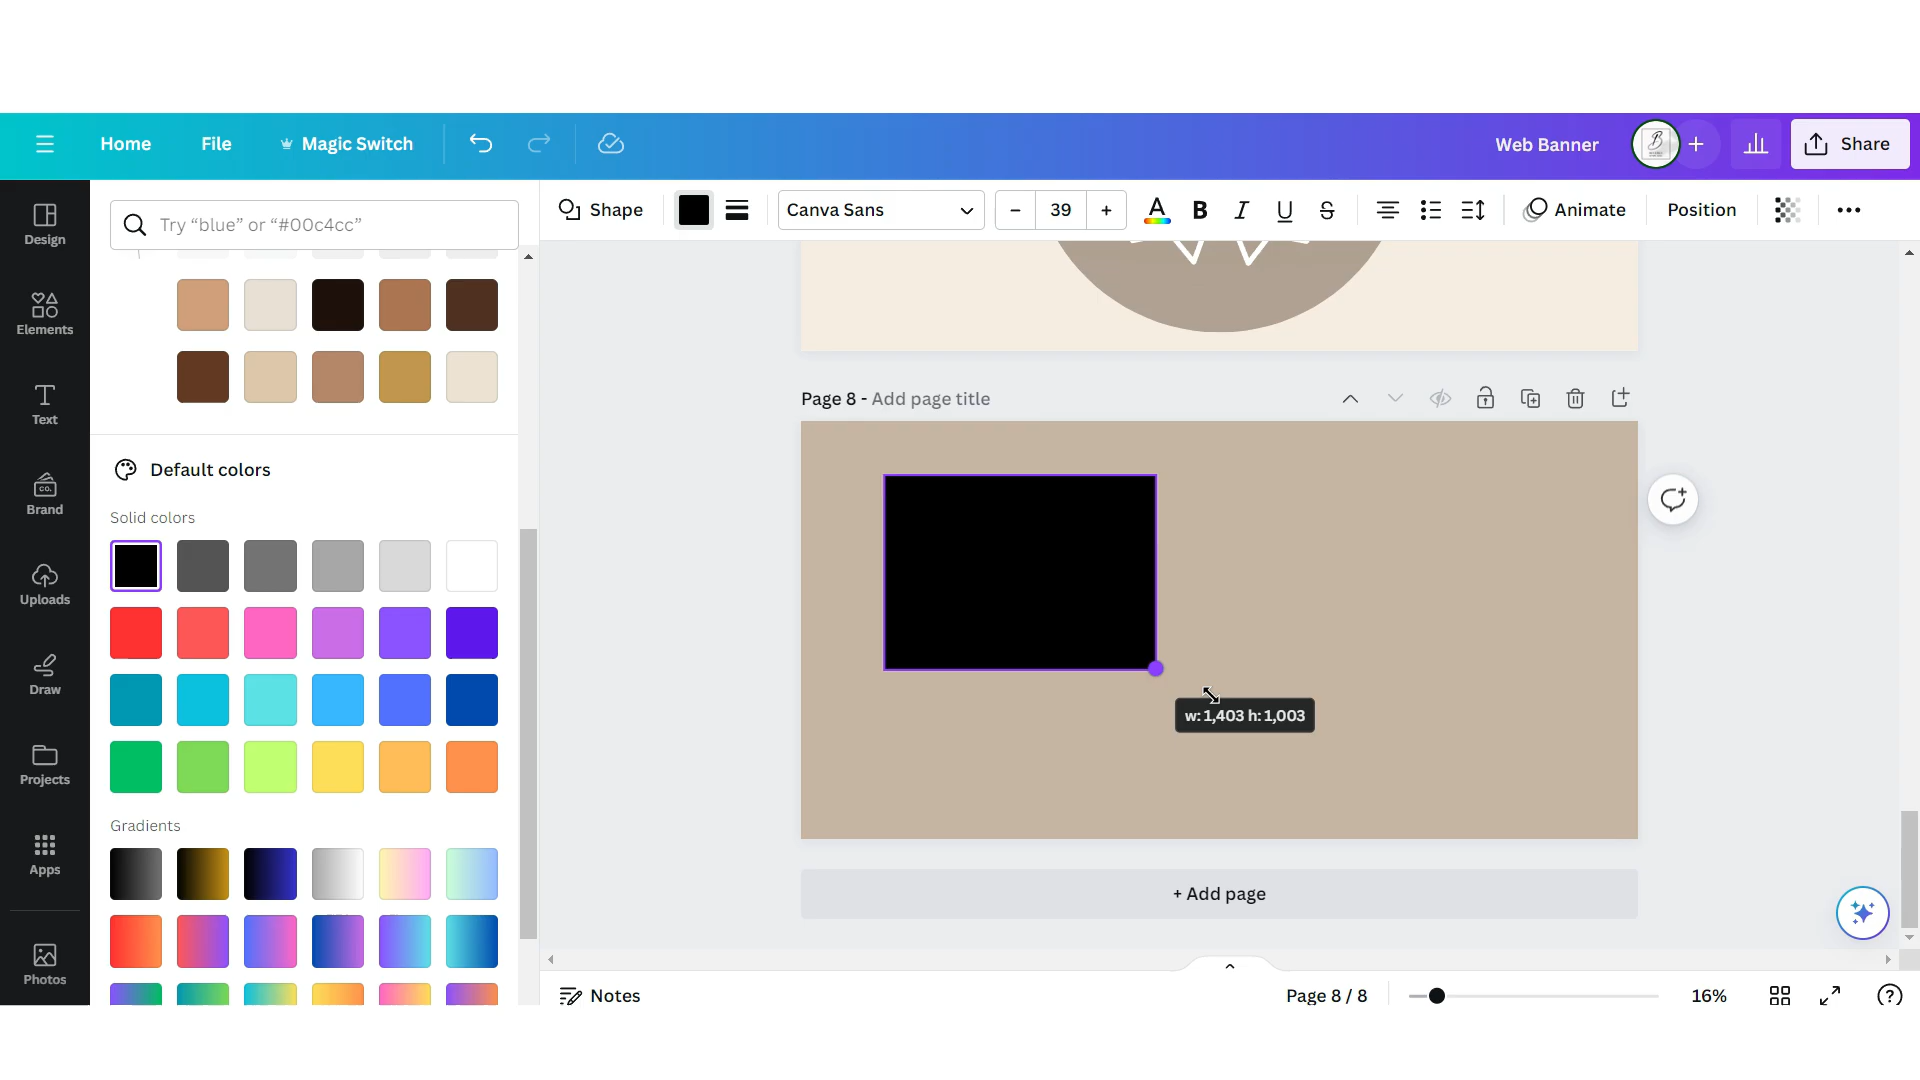 Home
File
Magic Switch
Web Banner
Share
Design
Elements
Text
Brand
Uploads
Draw
Projects
Apps
Photos
Try “blue” or “#00c4cc”
Default colors
Solid colors
Gradients
Shape
Canva Sans
39
Animate
Position
Page 8 - Add page title
w: 1,403 h: 1,003
+ Add page
Notes
Page 8 / 8
16%